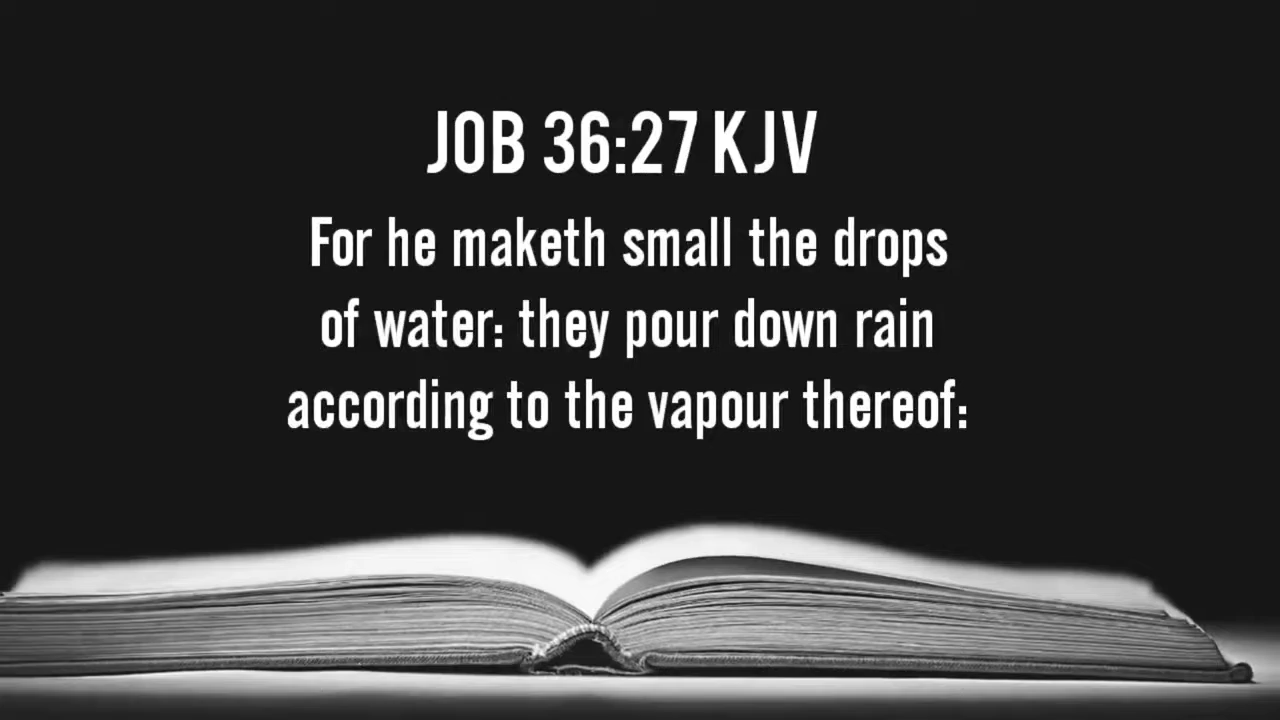 JOB 36:27 KJV
For he maketh small the drops
of water: they pour down rain
according to the vapour thereof: